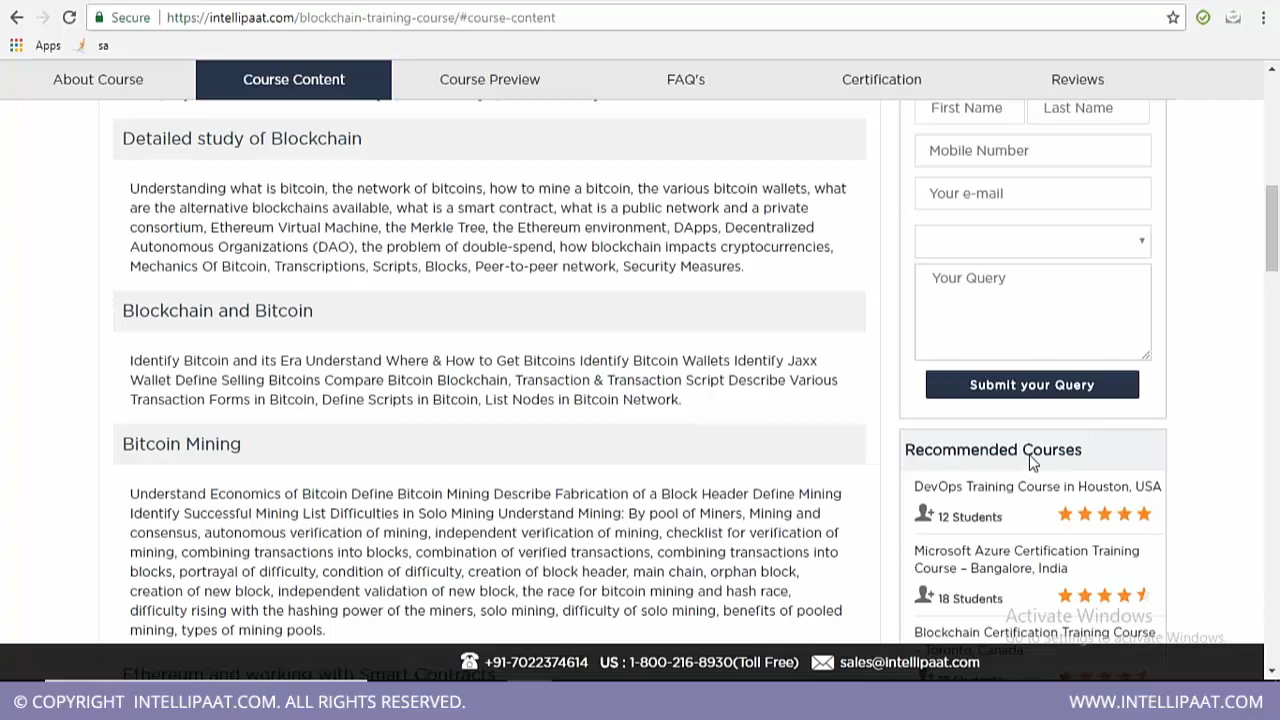 Secure https://intellipaat.com/blockchain-training-course/#course-content
Apps sa
About Course Course Content Course Preview FAQ's Certification Reviews
Detailed study of Blockchain
Understanding what is bitcoin, the network of bitcoins, how to mine a bitcoin, the various bitcoin wallets, what
are the alternative blockchains available, what is a smart contract, what is a public network and a private
consortium, Ethereum Virtual Machine, the Merkle Tree, the Ethereum environment, DApps, Decentralized
Autonomous Organizations (DAO), the problem of double-spend, how blockchain impacts cryptocurrencies,
Mechanics Of Bitcoin, Transcriptions, Scripts, Blocks, Peer-to-peer network, Security Measures.
Blockchain and Bitcoin
Identify Bitcoin and its Era Understand Where & How to Get Bitcoins Identify Bitcoin Wallets Identify Jaxx
Wallet Define Selling Bitcoins Compare Bitcoin Blockchain, Transaction & Transaction Script Describe Various
Transaction Forms in Bitcoin, Define Scripts in Bitcoin, List Nodes in Bitcoin Network.
Bitcoin Mining
Understand Economics of Bitcoin Define Bitcoin Mining Describe Fabrication of a Block Header Define Mining
Identify Successful Mining List Difficulties in Solo Mining Understand Mining: By pool of Miners, Mining and
consensus, autonomous verification of mining, independent verification of mining, checklist for verification of
mining, combining transactions into blocks, combination of verified transactions, combining transactions into
blocks, portrayal of difficulty, condition of difficulty, creation of block header, main chain, orphan block,
creation of new block, independent validation of new block, the race for bitcoin mining and hash race,
difficulty rising with the hashing power of the miners, solo mining, difficulty of solo mining, benefits of pooled
mining, types of mining pools.
Ethereum and working with Smart Contracts
First Name Last Name
Mobile Number
Your e-mail
Your Query
Submit your Query
Recommended Courses
DevOps Training Course in Houston, USA
12 Students
Microsoft Azure Certification Training
Course – Bangalore, India
18 Students
Blockchain Certification Training Course
– Toronto, Canada
Activate Windows
Go to Settings to activate Windows.
+91-7022374614 US : 1-800-216-8930(Toll Free) sales@intellipaat.com
© COPYRIGHT INTELLIPAAT.COM. ALL RIGHTS RESERVED.
WWW.INTELLIPAAT.COM